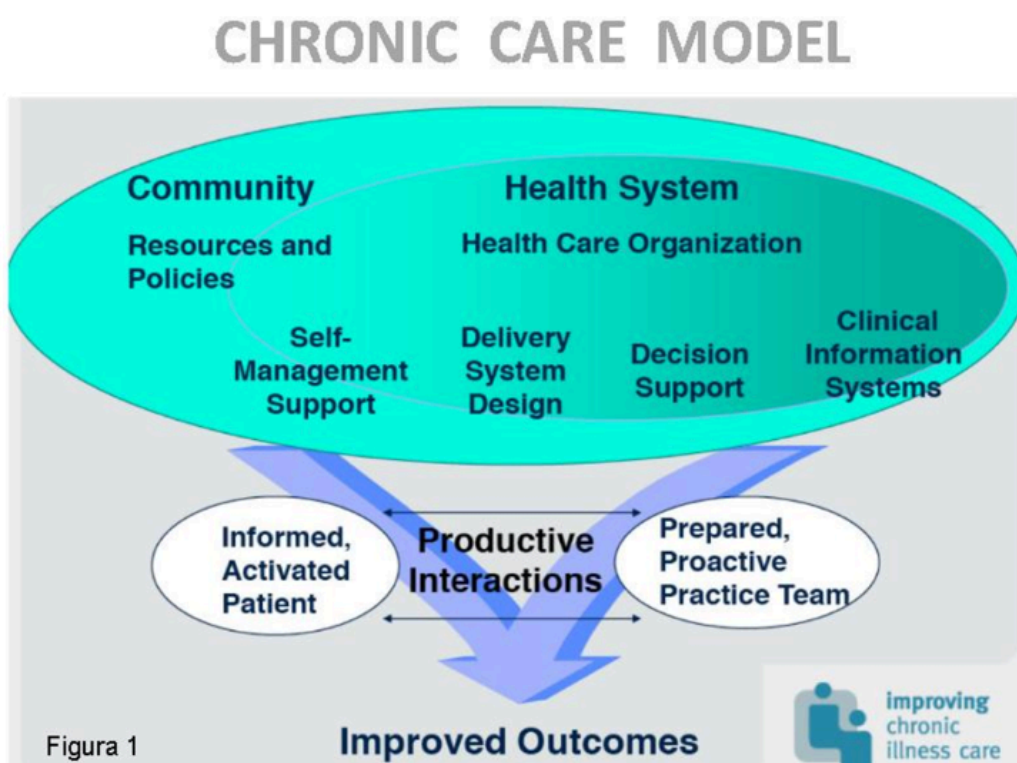 CHRONIC CARE MODEL
Community
Resources and
Policies
Health System
Health Care Organization
Self-
Management
Support
Delivery
System
Design
Decision
Support
Clinical
Information
Systems
Informed,
Activated
Patient
Productive
Interactions
Prepared,
Proactive
Practice Team
Improved Outcomes
Figura 1
improving
chronic
illness care